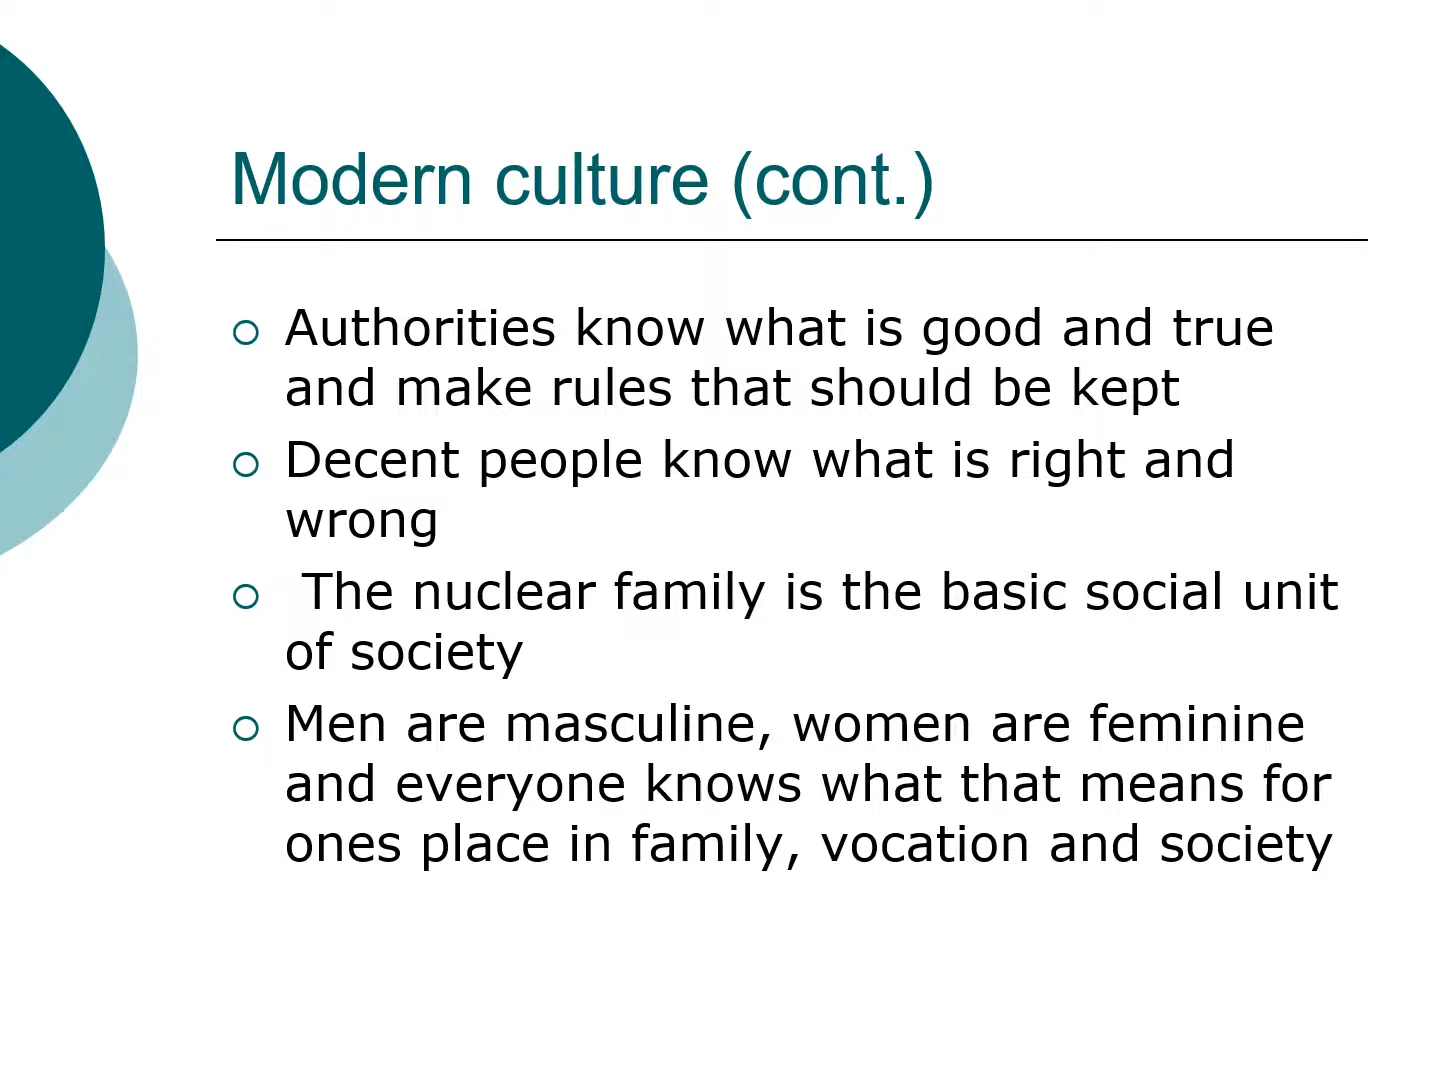 Modern culture (cont.)
Authorities know what is good and true
and make rules that should be kept
Decent people know what is right and
wrong
The nuclear family is the basic social unit
of society
Men are masculine, women are feminine
and everyone knows what that means for
ones place in family, vocation and society